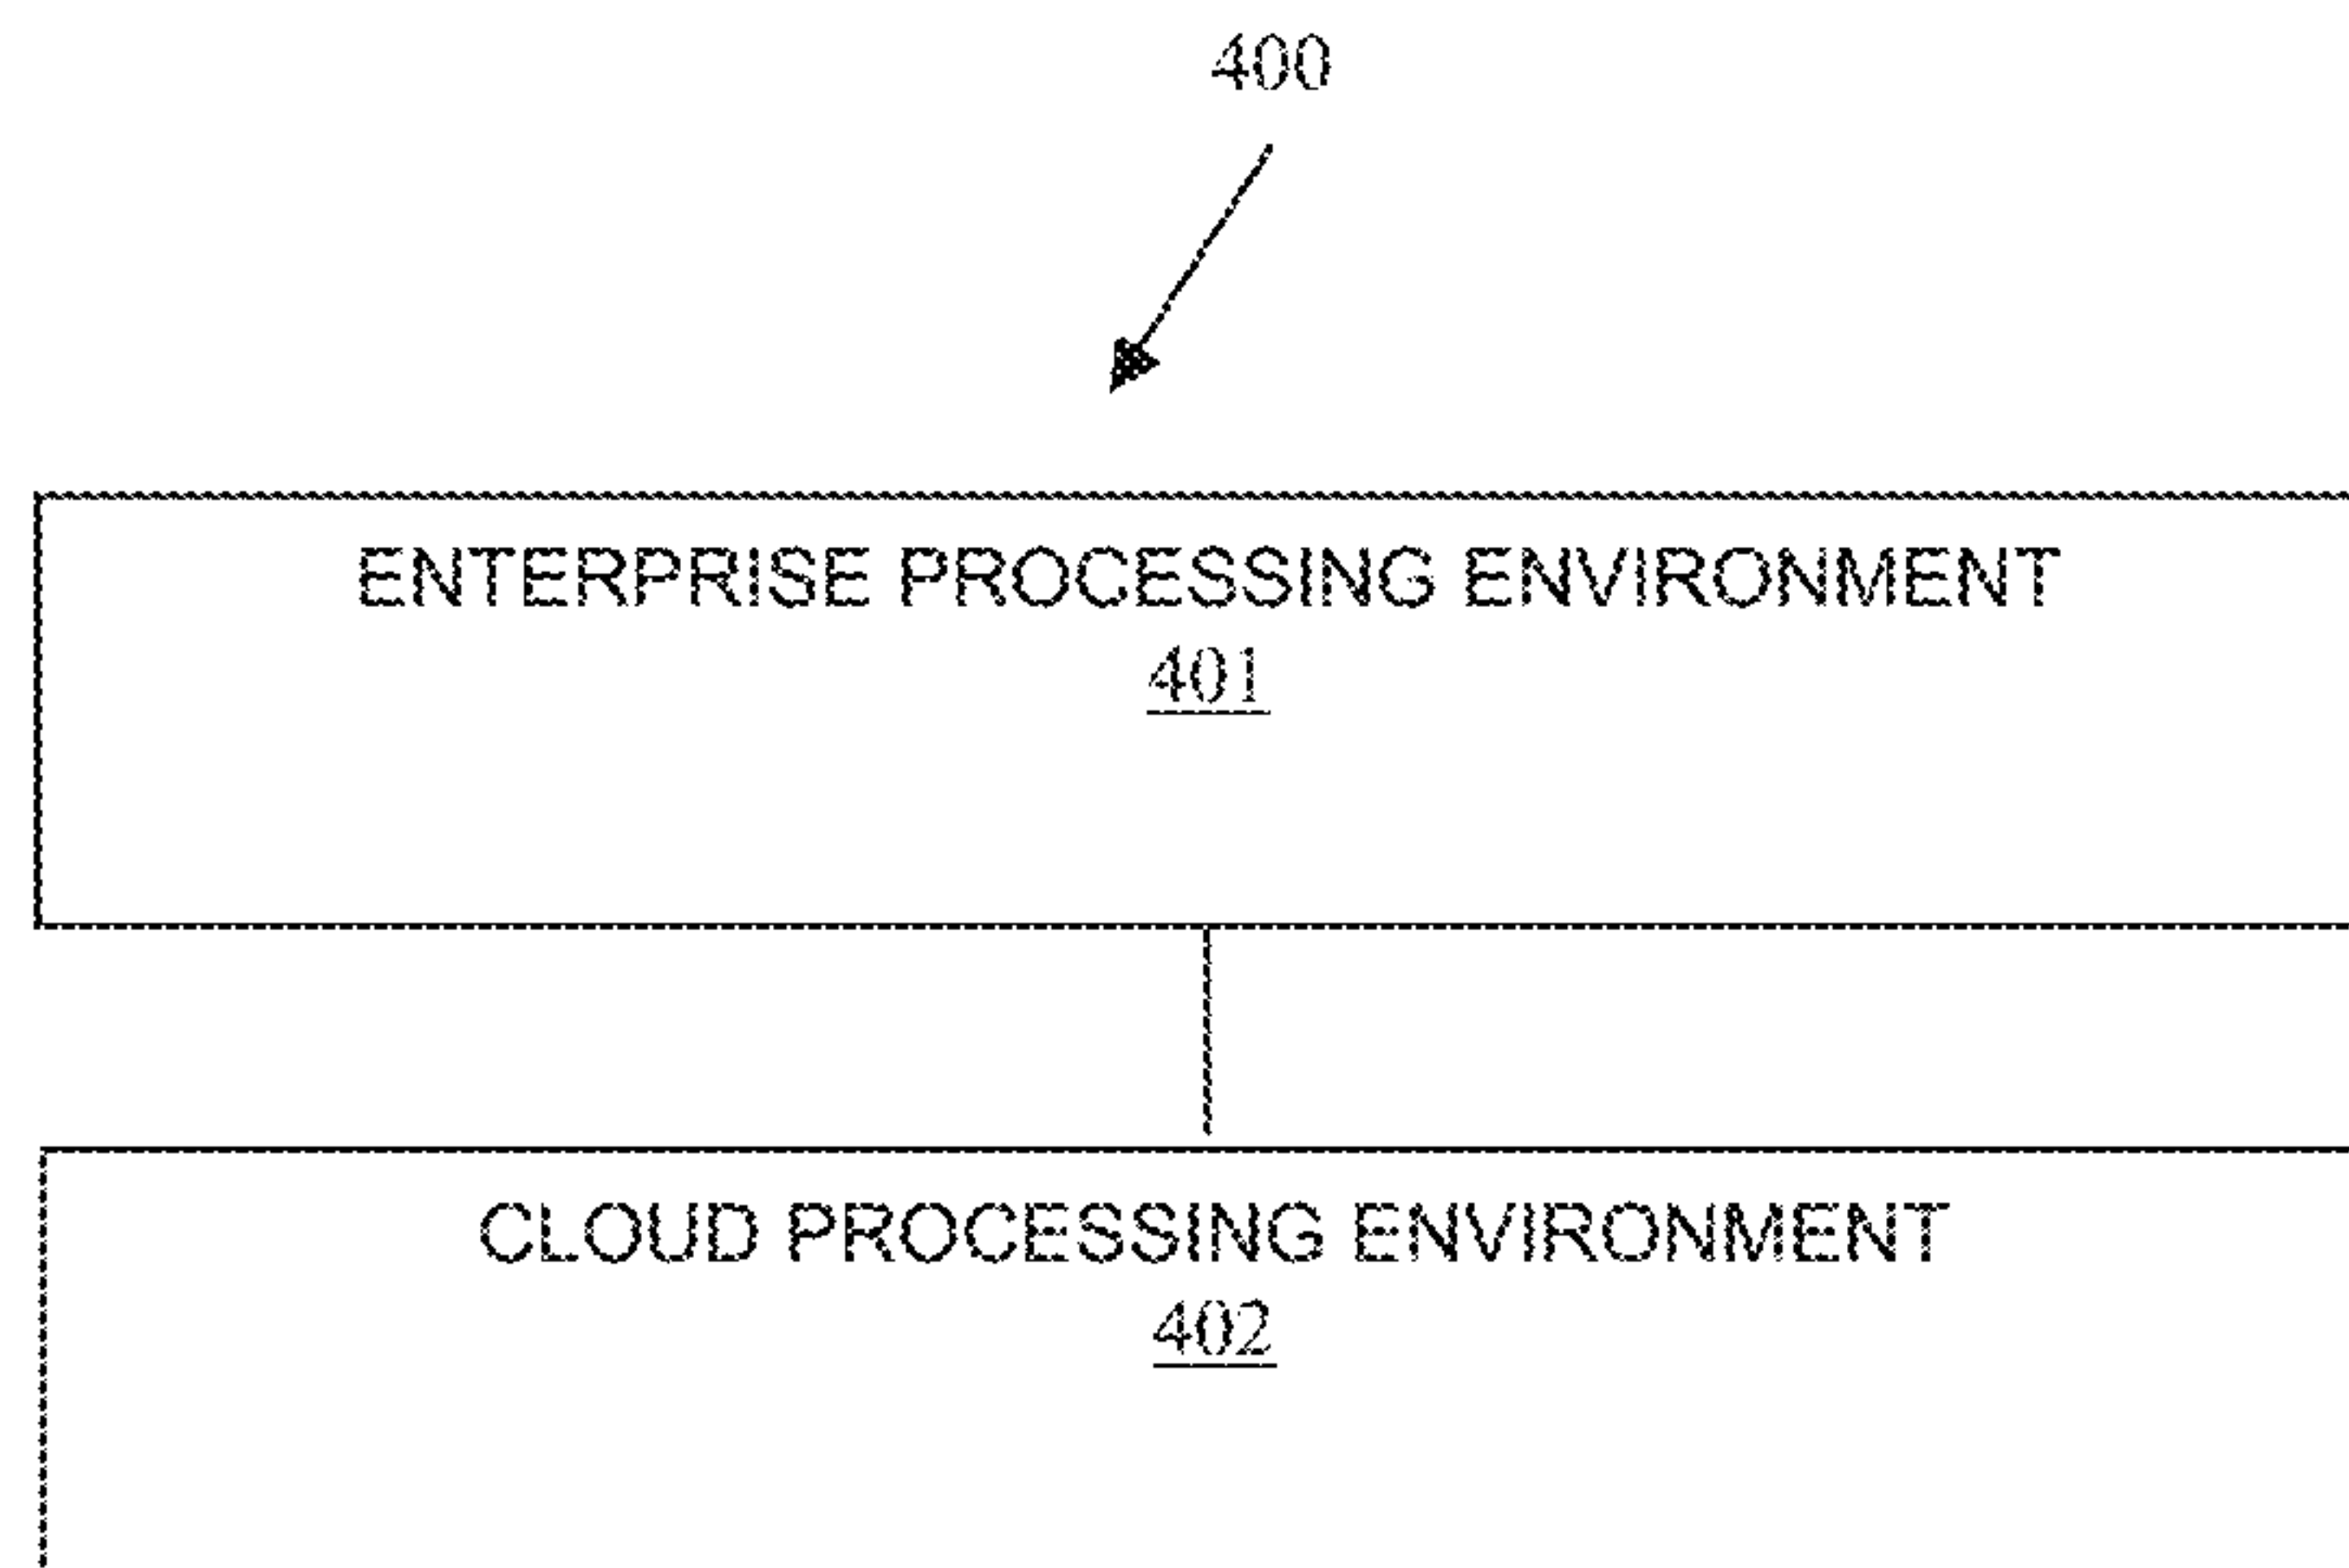 400
ENTERPRISE PROCESSING ENVIRONMENT
401
CLOUD PROCESSING ENVIRONMENT
402